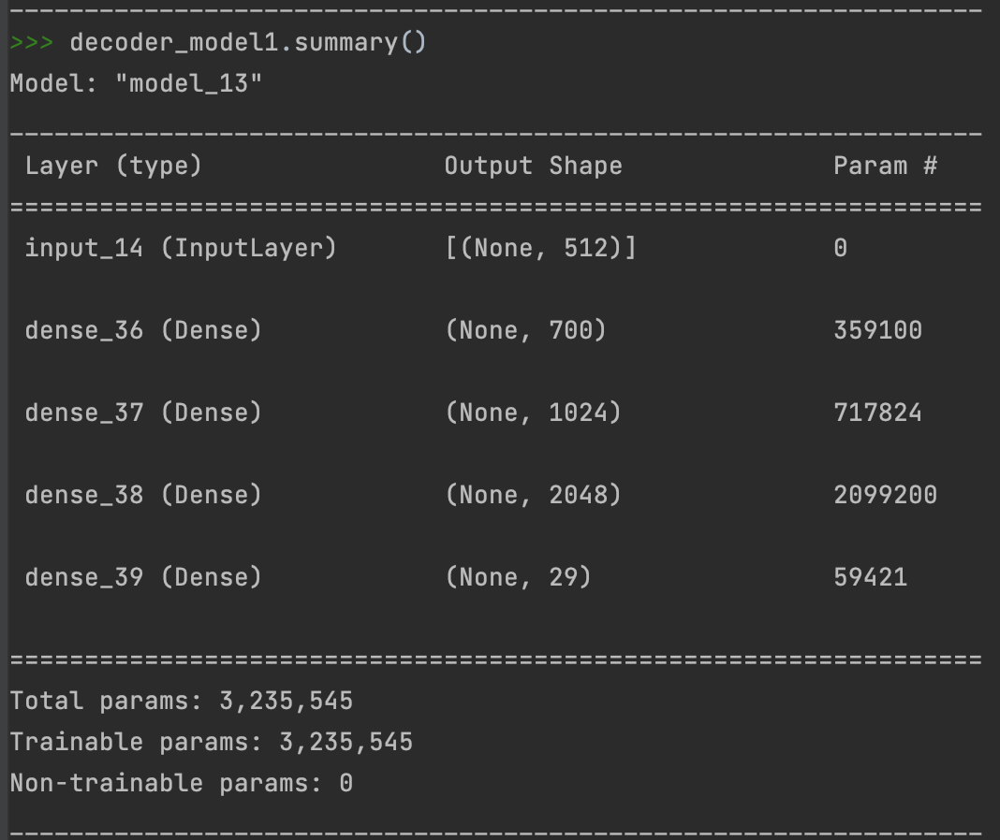 >>> decoder_model1.summary()
Model: "model_13"
_________________________________________________________________
Layer (type) Output Shape Param #
=================================================================
input_14 (InputLayer) [(None, 512)] 0
dense_36 (Dense) (None, 700) 359100
dense_37 (Dense) (None, 1024) 717824
dense_38 (Dense) (None, 2048) 2099200
dense_39 (Dense) (None, 29) 59421
=================================================================
Total params: 3,235,545
Trainable params: 3,235,545
Non-trainable params: 0
_________________________________________________________________